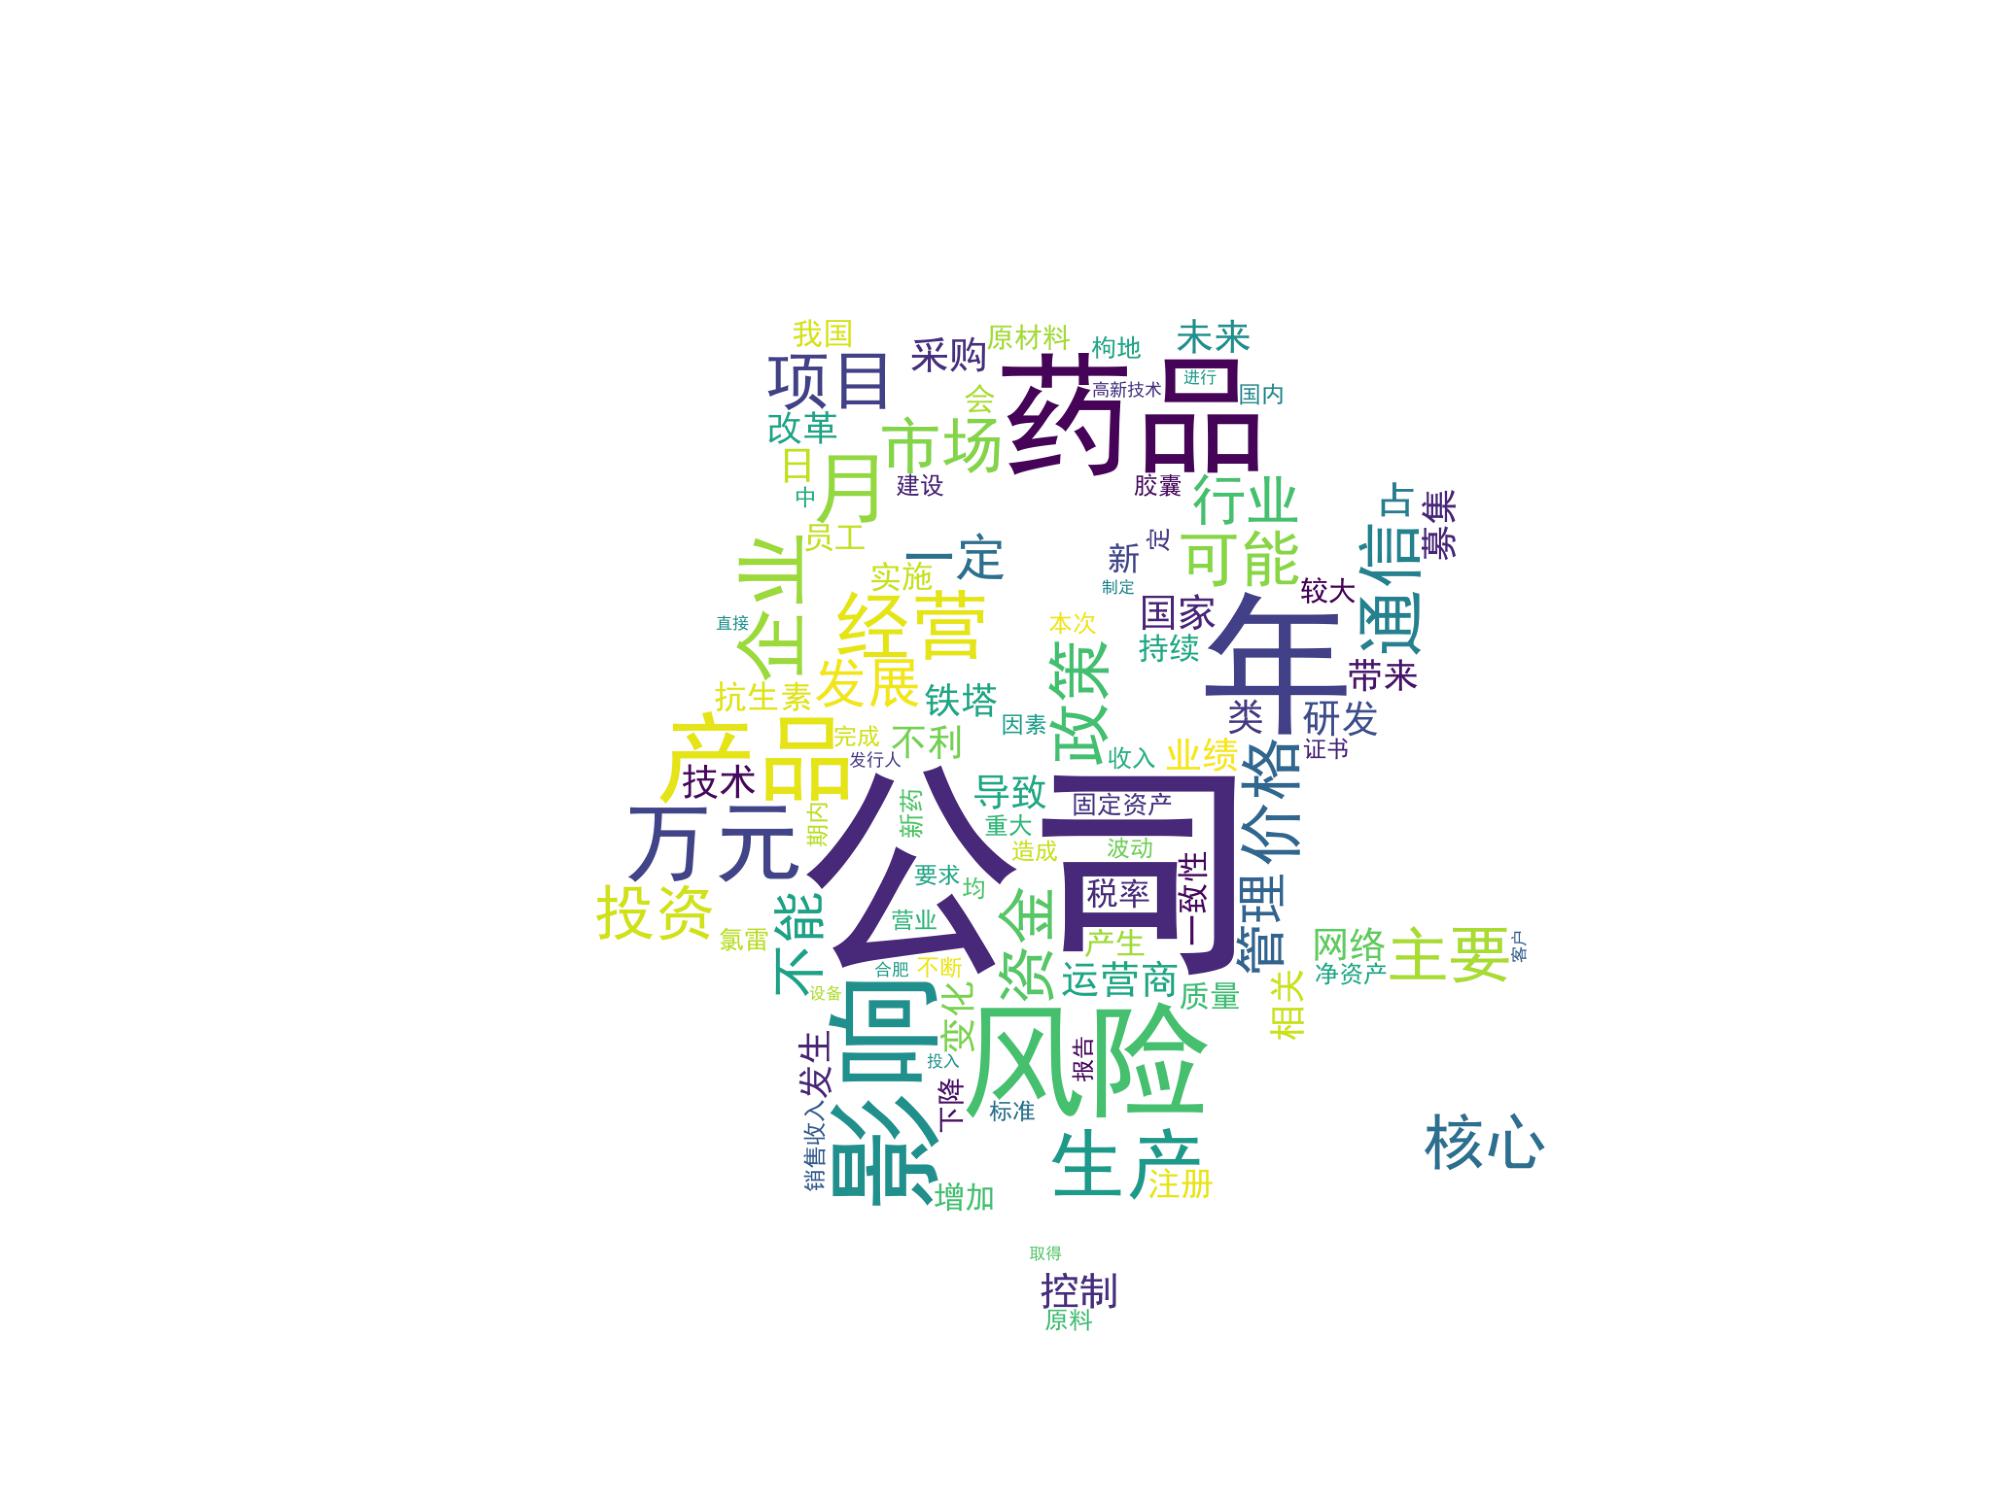 我国
采购
原材料
枸地
未来
项目
药品
高新技术
进行
国内
会
改革
市场
日
月
建设
胶囊
行业
中
占
募集
员工
一定
新
定
可能
通信
企业
实施
制定
较大
经营
国家
年
直接
本次
持续
政策
带来
抗生素
发展
铁塔
类
研发
产品
完成
不利
因素
收入
业绩
证书
发行人
技术
公司
导致
固定资产
价格
万元
期内
新药
重大
造成
波动
一致性
要求
均
税率
管理
投资
氯雷
不能
营业
资金
产生
网络
主要
客户
合肥
不断
运营商
净资产
设备
影响
变化
质量
相关
风险
发生
投入
报告
下降
标准
销售收入
生产
核心
注册
增加
取得
控制
原料